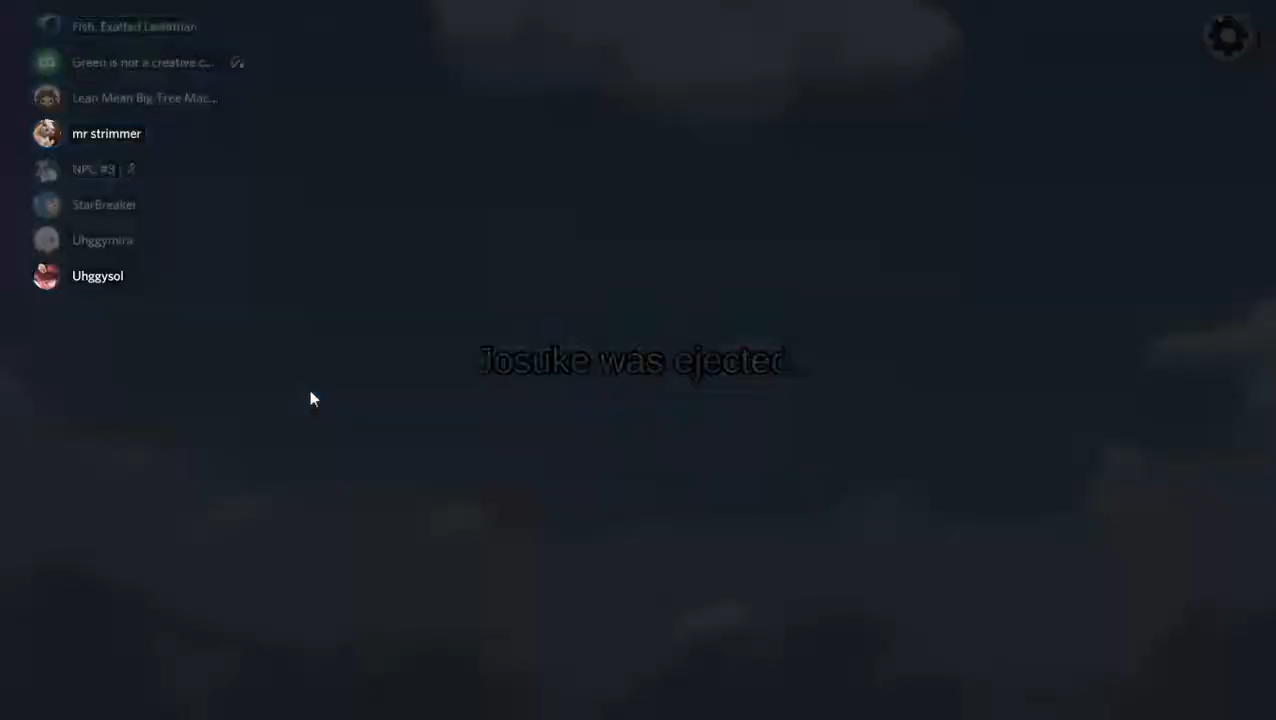 Fish, Exalted Leviathan
Green is not a creative c...
Lean Mean Big Tree Mac...
mr strimmer
NPC #3 |
StarBreaker
Uhggymira
Uhggysol
Josuke was ejected.